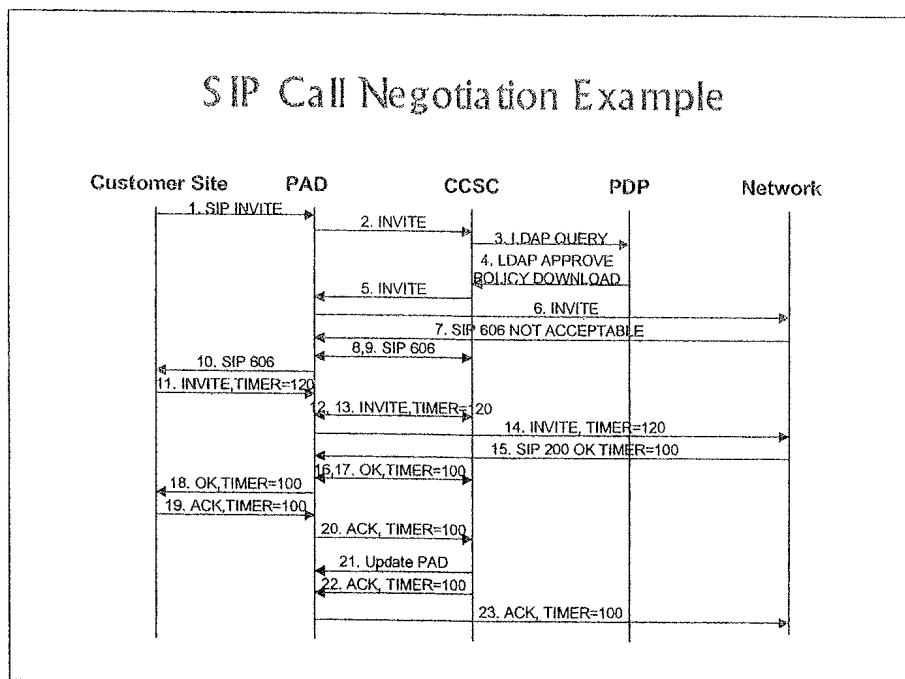 SIP Call Negotiation Example
Customer Site PAD CCSC PDP Network
1. SIP INVITE
2. INVITE
3. LDAP QUERY
4. LDAP APPROVE
POLICY DOWNLOAD
5. INVITE
6. INVITE
7. SIP 606 NOT ACCEPTABLE
8,9. SIP 606
10. SIP 606
11. INVITE,TIMER=120
12, 13. INVITE,TIMER=120
14. INVITE, TIMER=120
15. SIP 200 OK TIMER=100
16,17. OK,TIMER=100
18. OK,TIMER=100
19. ACK,TIMER=100
20. ACK, TIMER=100
21. Update PAD
22. ACK, TIMER=100
23. ACK, TIMER=100